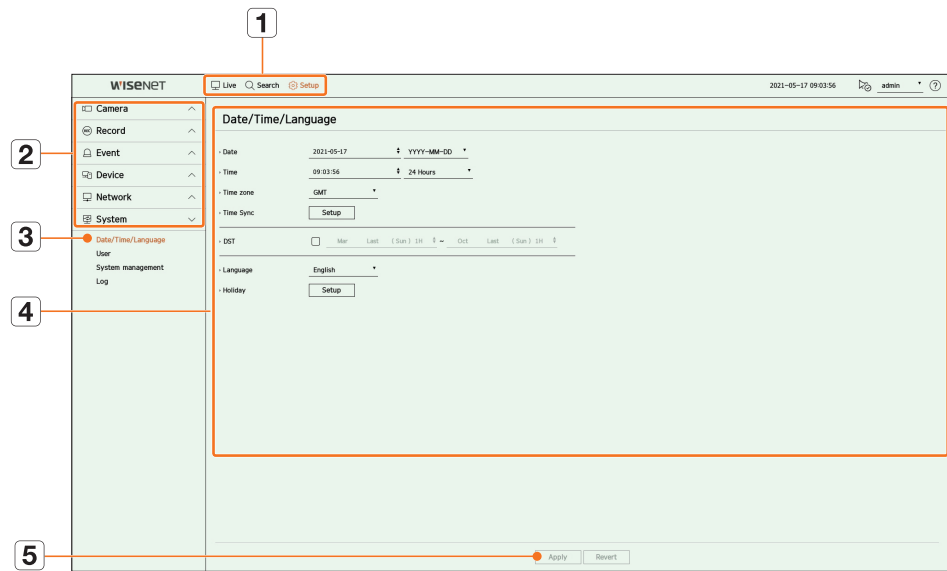 1
WISENET Live Search Setup 2021-05-17 09:03:56 admin ?
Camera
Record
Event
Device
Network
System
Date/Time/Language
User
System management
Log
Date/Time/Language
Date 2021-05-17 YYYY-MM-DD
Time 09:03:56 24 Hours
Time zone GMT
Time Sync Setup
DST Mar Last ( Sun ) 1H ~ Oct Last ( Sun ) 1H
Language English
Holiday Setup
Apply Revert
2
3
4
5